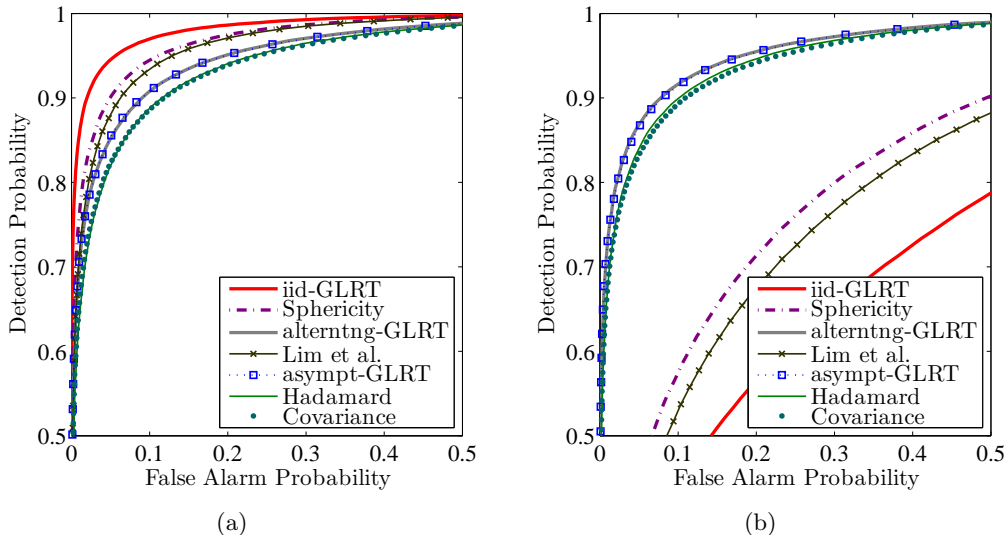 1
0.9
0.8
0.7
0.6
0.5
Detection Probability
iid-GLRT
Sphericity
alterntng-GLRT
Lim et al.
asympt-GLRT
Hadamard
Covariance
0
0.1
0.2
0.3
0.4
0.5
False Alarm Probability
(a)
1
0.9
0.8
0.7
0.6
0.5
Detection Probability
iid-GLRT
Sphericity
alterntng-GLRT
Lim et al.
asympt-GLRT
Hadamard
Covariance
0
0.1
0.2
0.3
0.4
0.5
False Alarm Probability
(b)